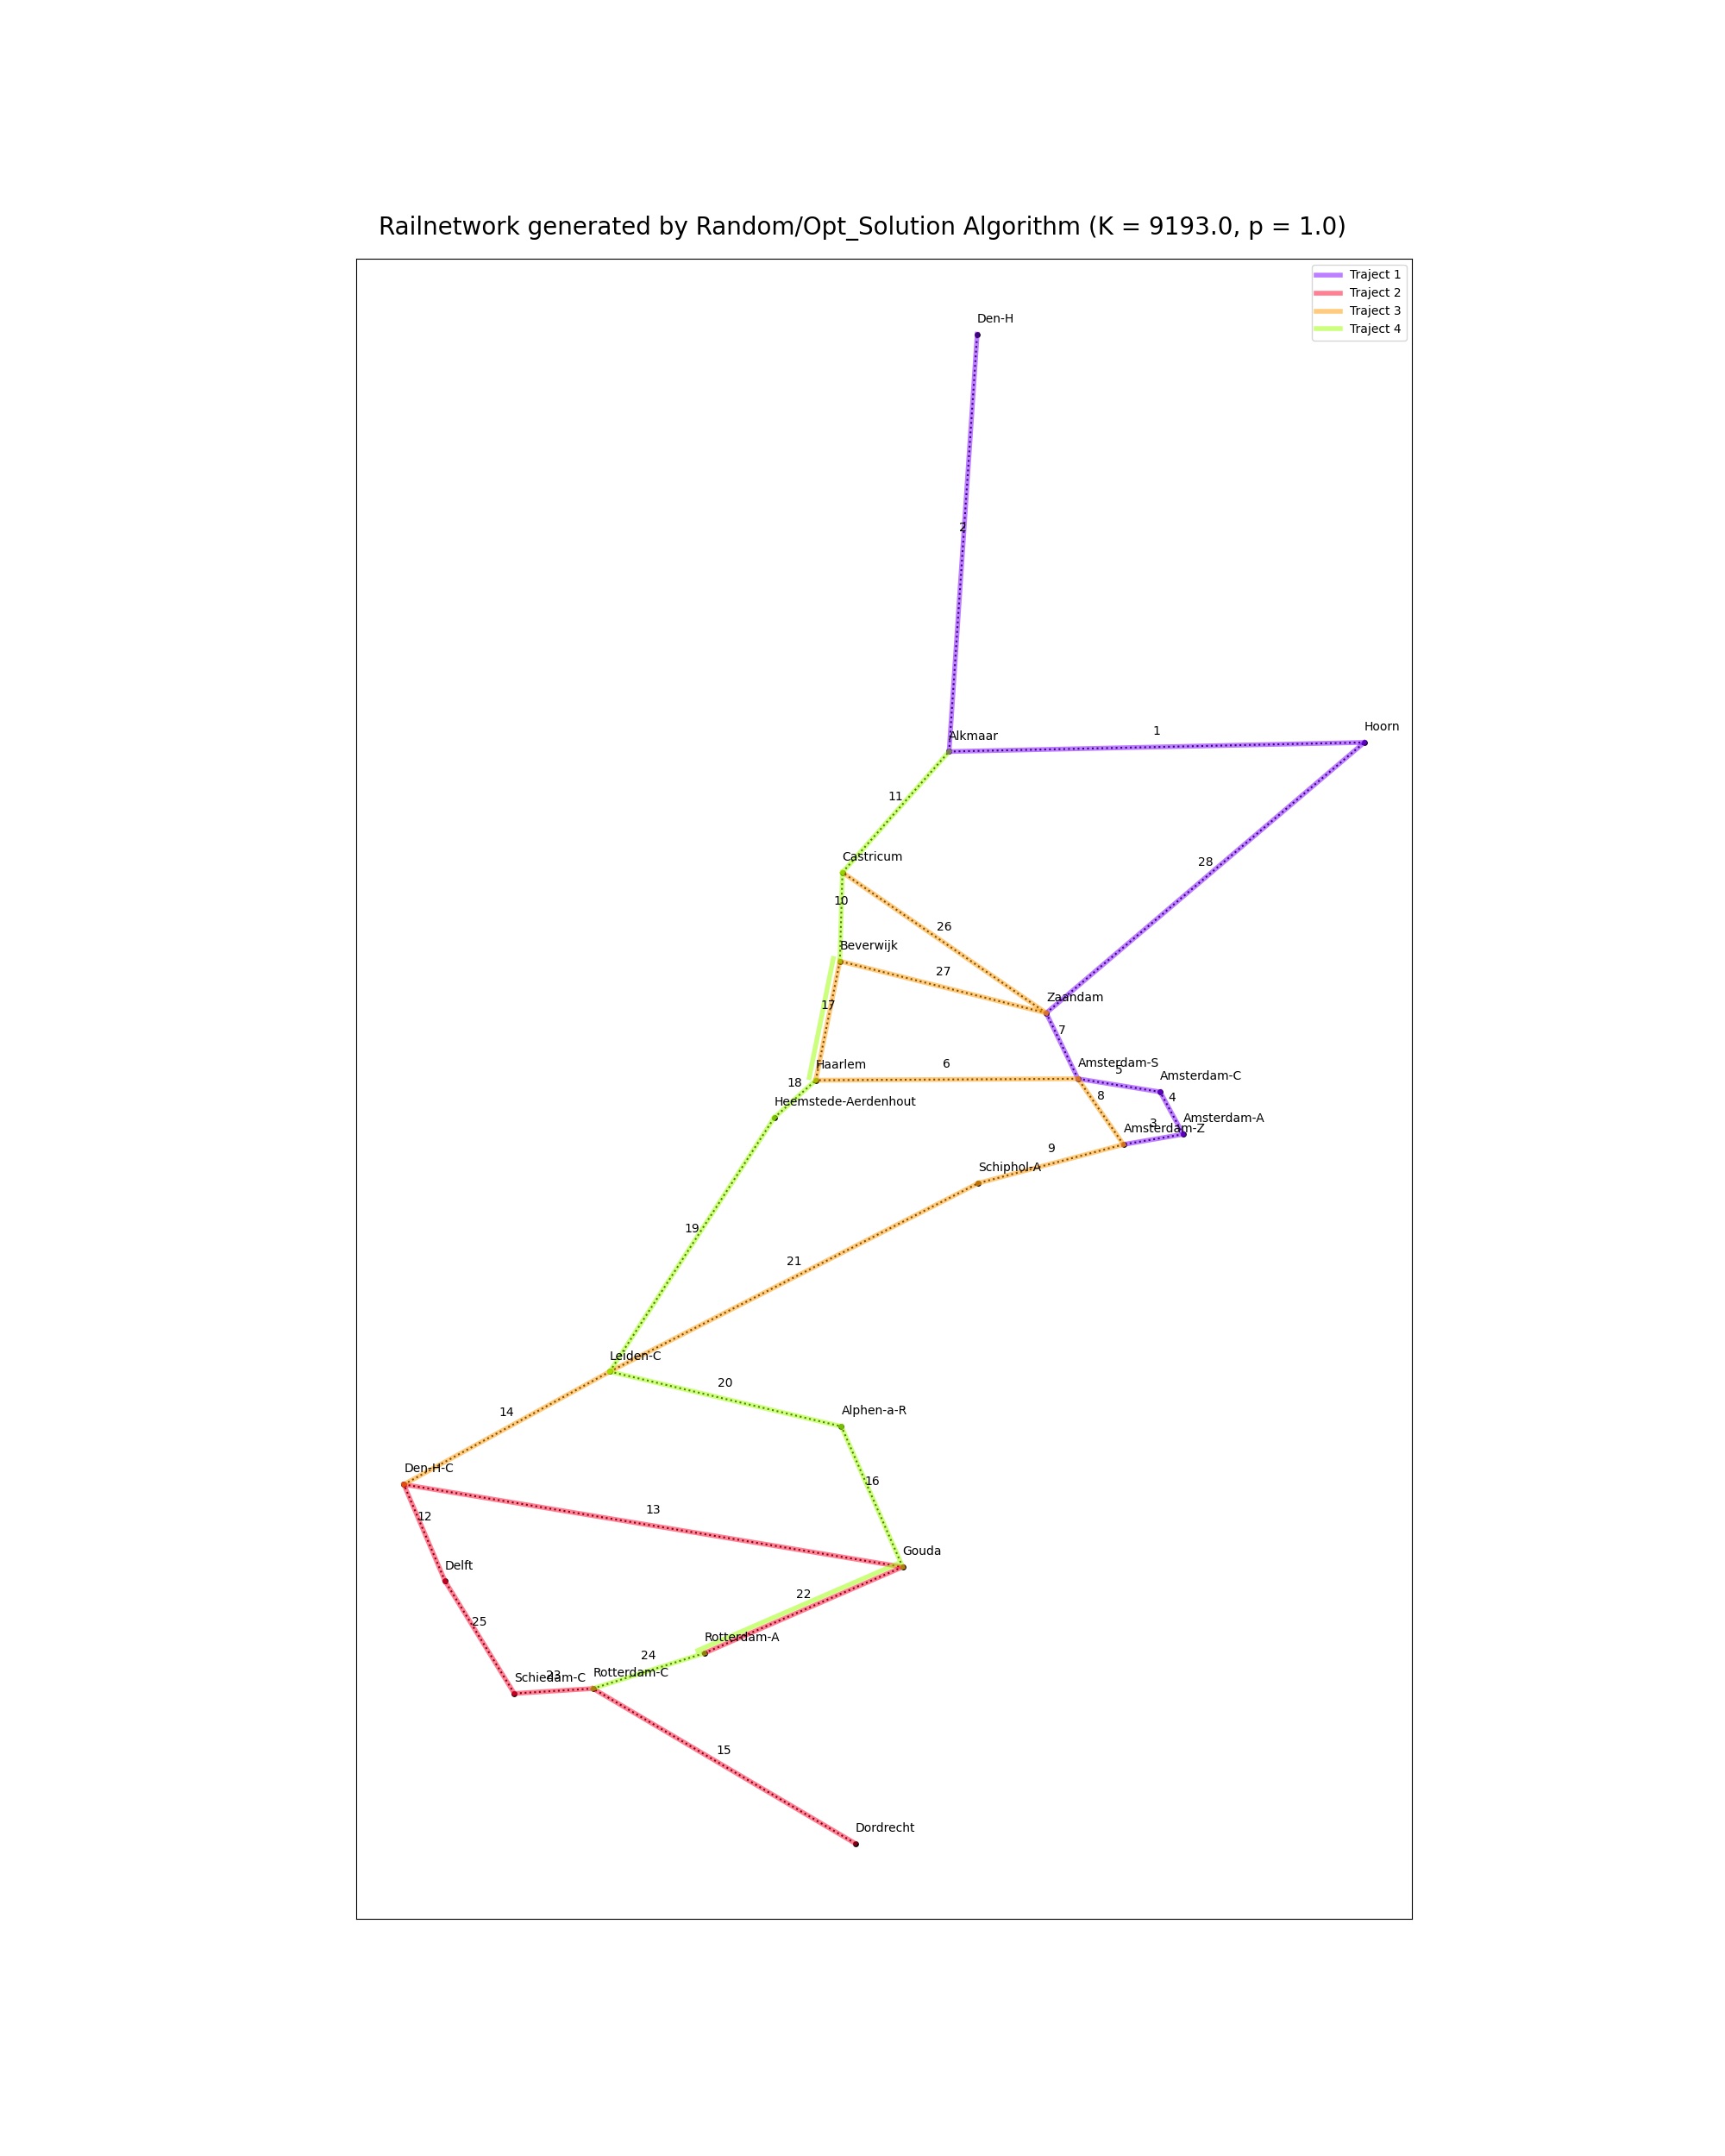 Railnetwork generated by Random/Opt_Solution Algorithm (K = 9193.0, p = 1.0)
Traject 1
Traject 2
Traject 3
Traject 4
Den-H
2
Hoorn
1
Alkmaar
11
Castricum
28
10
26
Beverwijk
27
Zaandam
17
7
Haarlem
6
Amsterdam-S
5
Amsterdam-C
18
8
4
Heemstede-Aerdenhout
Amsterdam-A
3
Amsterdam-Z
9
Schiphol-A
19
21
Leiden-C
20
14
Alphen-a-R
Den-H-C
16
13
12
Gouda
Delft
22
25
Rotterdam-A
24
Rotterdam-C
23
Schiedam-C
15
Dordrecht